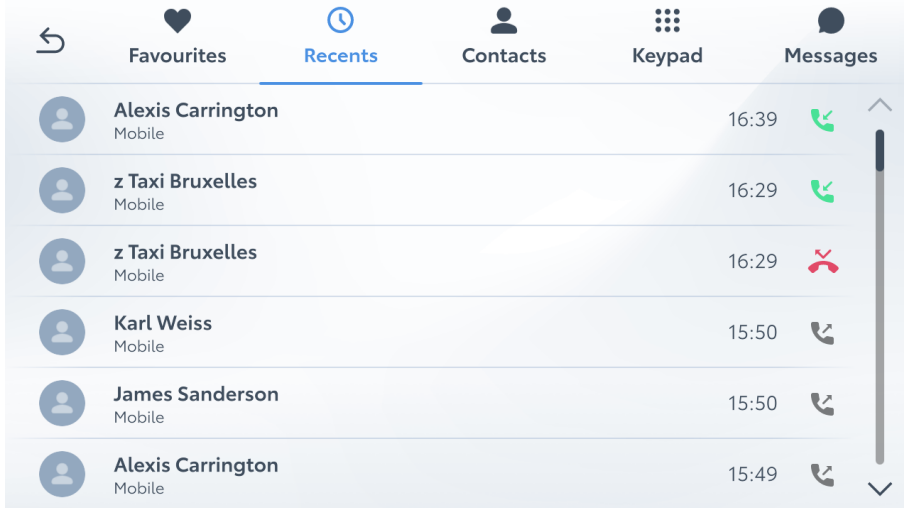 Favourites
Recents
Contacts
Keypad
Messages
Alexis Carrington
Mobile
16:39
z Taxi Bruxelles
Mobile
16:29
z Taxi Bruxelles
Mobile
16:29
Karl Weiss
Mobile
15:50
James Sanderson
Mobile
15:50
Alexis Carrington
Mobile
15:49